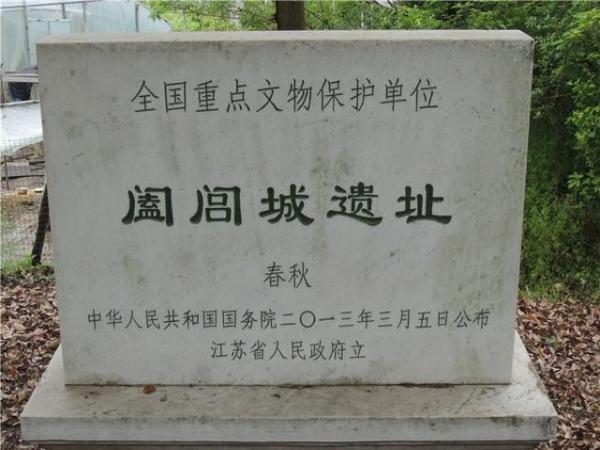 全国重点文物保护单位
阖闾城遗址
春秋
中华人民共和国国务院二〇一三年三月五日公布
江苏省人民政府立